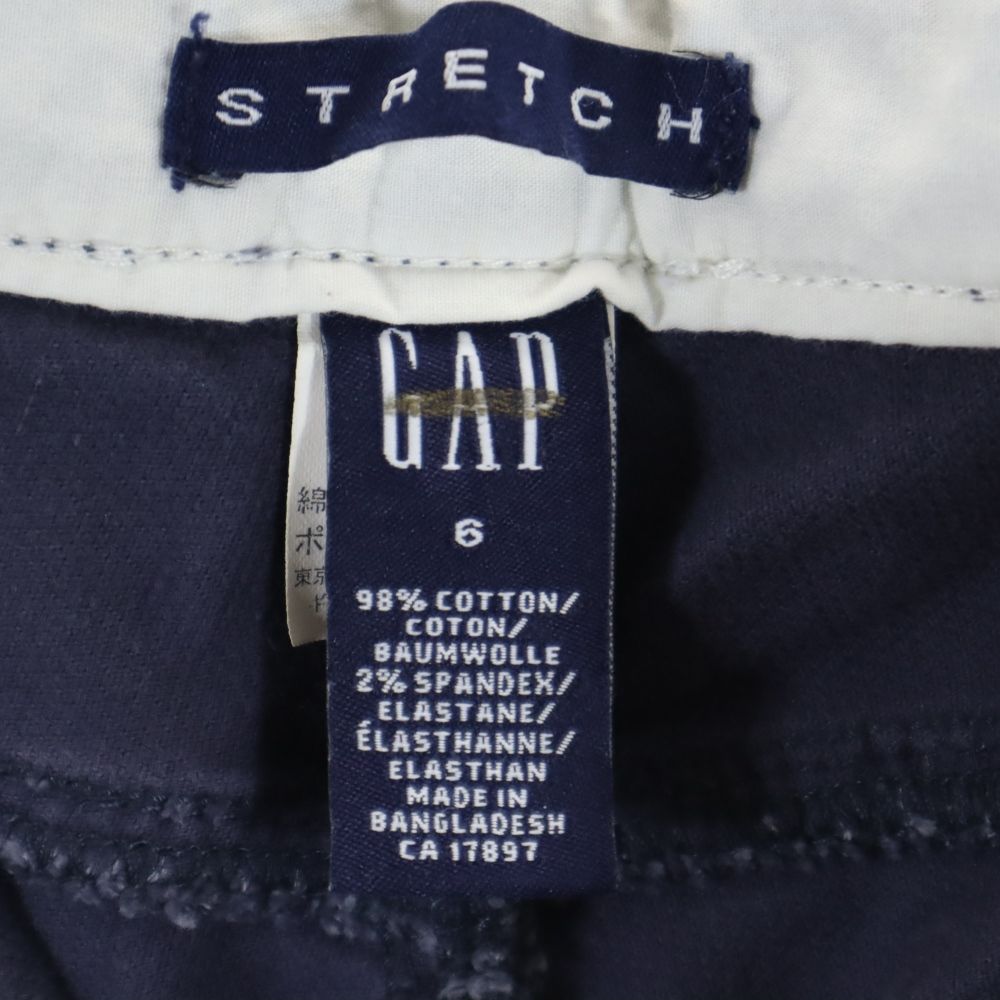 STRETCH
GAP
6
98% COTTON/
COTON/
BAUMWOLLE
2% SPANDEX/
ELASTANE/
ÉLASTHANNE/
ELASTHAN
MADE IN
BANGLADESH
CA 17897
綿
ポ
東京